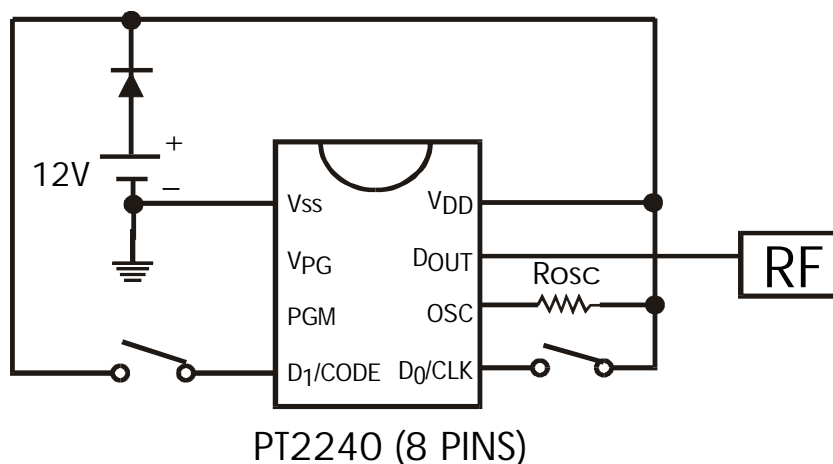 12V
+
−
Vss
VPG
PGM
D1/CODE
VDD
DOUT
OSC
D0/CLK
Rosc
RF
PT2240 (8 PINS)